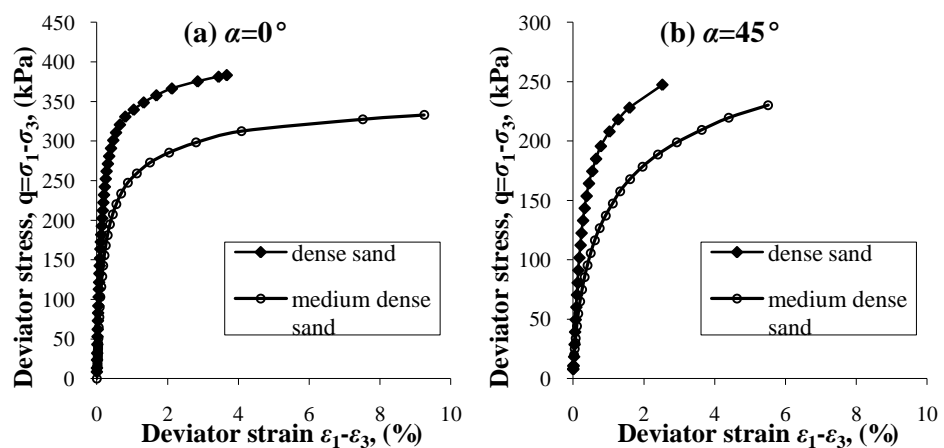 (a) α=0°
Deviator stress, q=σ1-σ3, (kPa)
450
400
350
300
250
200
150
100
50
0
dense sand
medium dense
sand
0 2 4 6 8 10
Deviator strain ε1-ε3, (%)
(b) α=45°
Deviator stress, q=σ1-σ3, (kPa)
300
250
200
150
100
50
0
dense sand
medium dense
sand
0 2 4 6 8 10
Deviator strain ε1-ε3, (%)